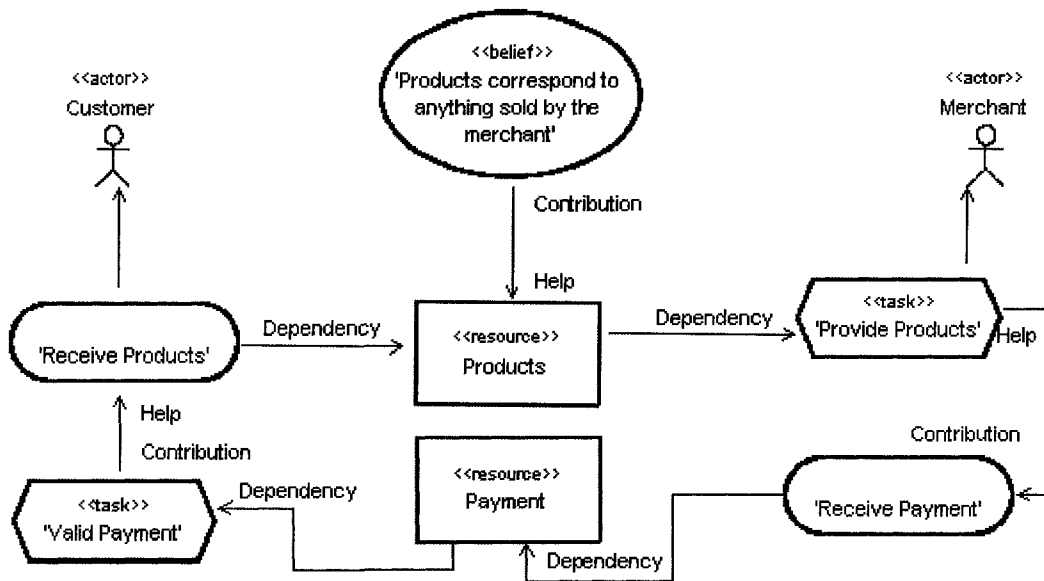 <<belief>>
'Products correspond to
anything sold by the
merchant'
<<actor>>
Customer
<<actor>>
Merchant
Contribution
Help
<<task>>
'Provide Products'
Dependency
Dependency
<<resource>>
Products
'Receive Products'
Help
Help
Contribution
Contribution
<<resource>>
Payment
Dependency
<<task>>
'Valid Payment'
'Receive Payment'
Dependency